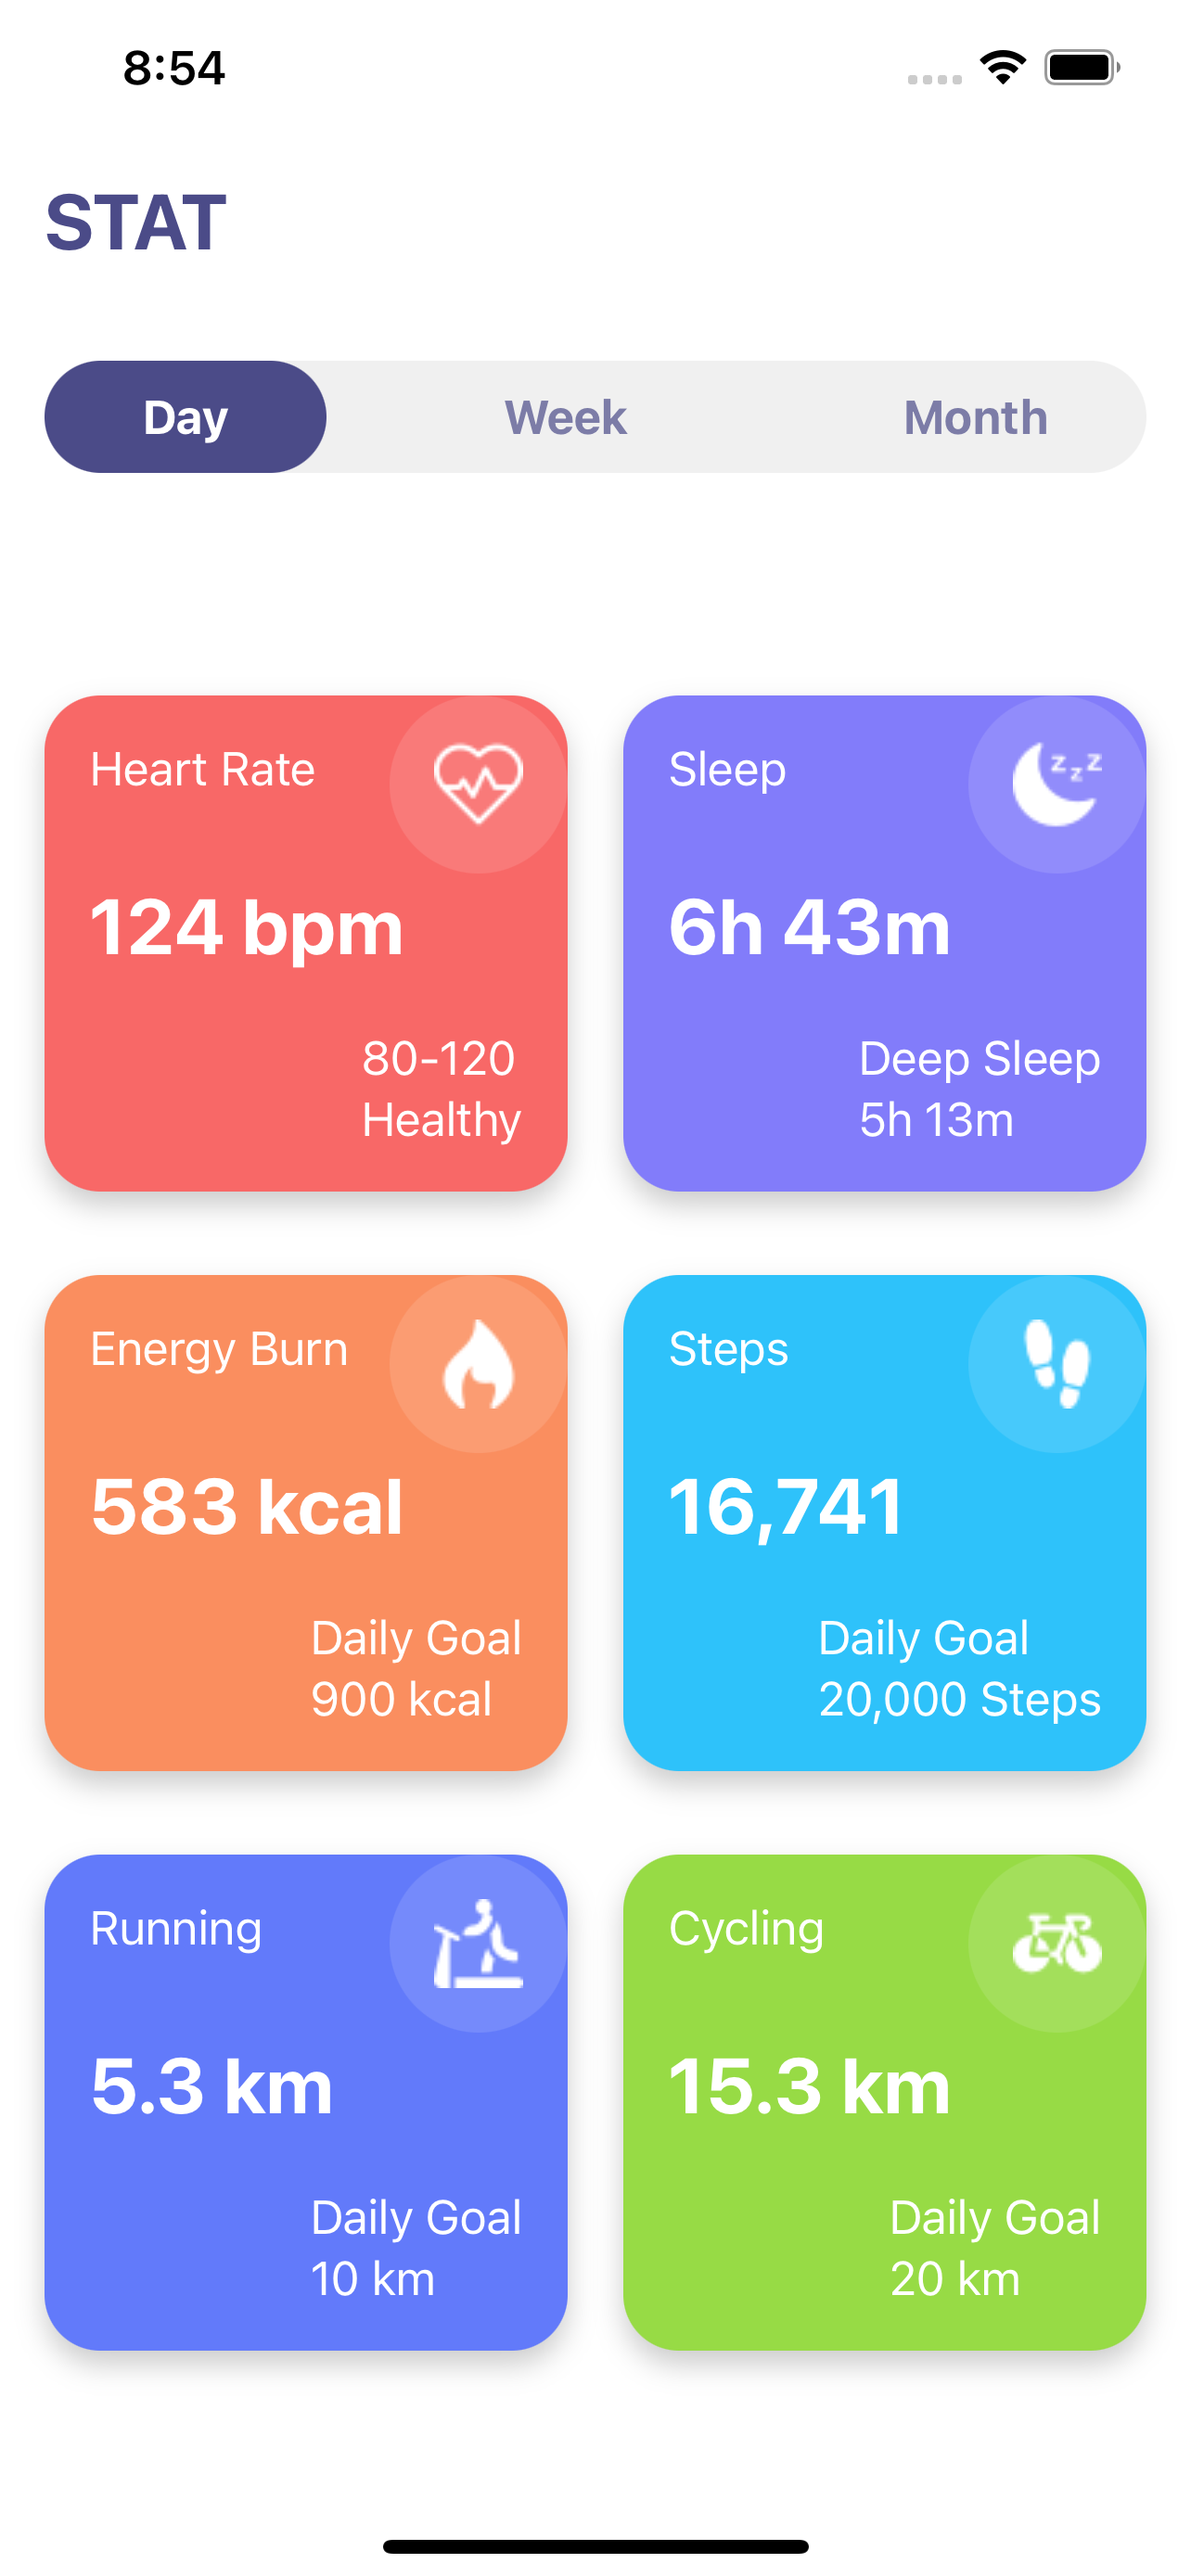 8:54
STAT
Day Week Month
Heart Rate
124 bpm
80-120
Healthy
Sleep
zzz
6h 43m
Deep Sleep
5h 13m
Energy Burn
583 kcal
Daily Goal
900 kcal
Steps
16,741
Daily Goal
20,000 Steps
Running
5.3 km
Daily Goal
10 km
Cycling
15.3 km
Daily Goal
20 km